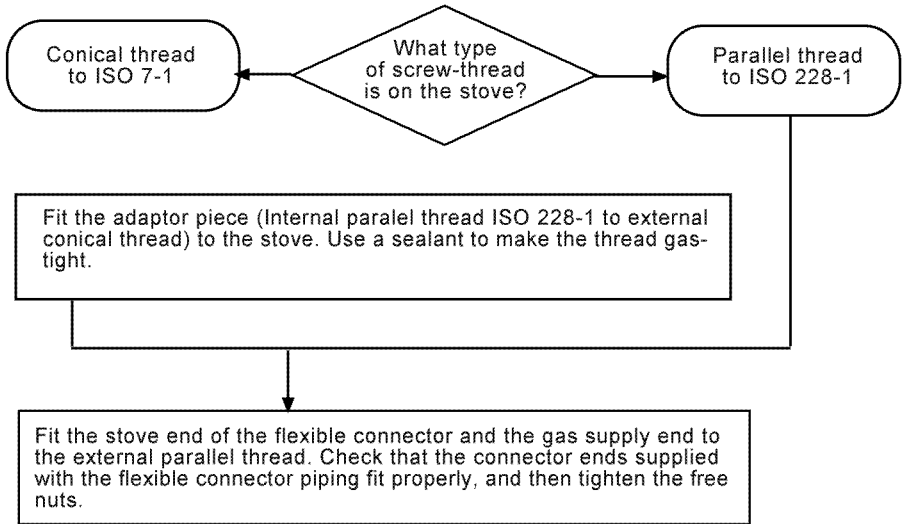 Conical thread
to ISO 7-1
What type
of screw-thread
is on the stove?
Parallel thread
to ISO 228-1
Fit the adaptor piece (Internal paralel thread ISO 228-1 to external
conical thread) to the stove. Use a sealant to make the thread gas-
tight.
Fit the stove end of the flexible connector and the gas supply end to
the external parallel thread. Check that the connector ends supplied
with the flexible connector piping fit properly, and then tighten the free
nuts.